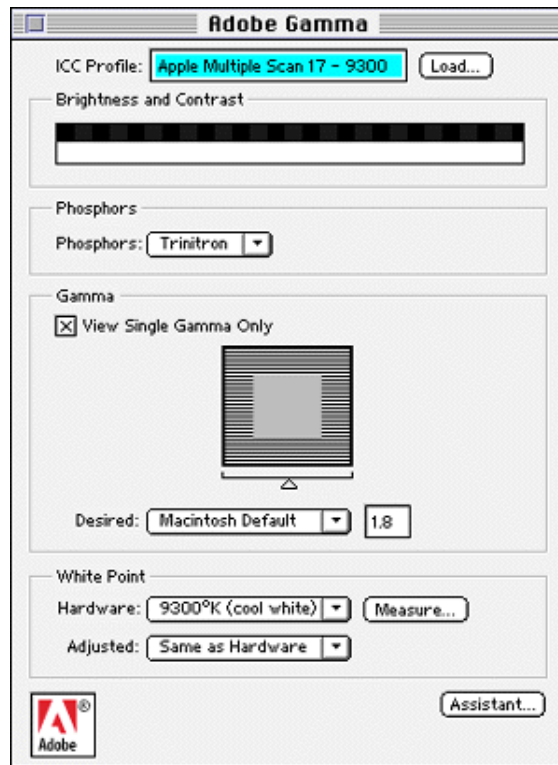 Adobe Gamma
ICC Profile: Apple Multiple Scan 17 - 9300 Load...
Brightness and Contrast
Phosphors
Phosphors: Trinitron
Gamma
View Single Gamma Only
Desired: Macintosh Default 1.8
White Point
Hardware: 9300°K (cool white) Measure...
Adjusted: Same as Hardware
Assistant...
®
Adobe